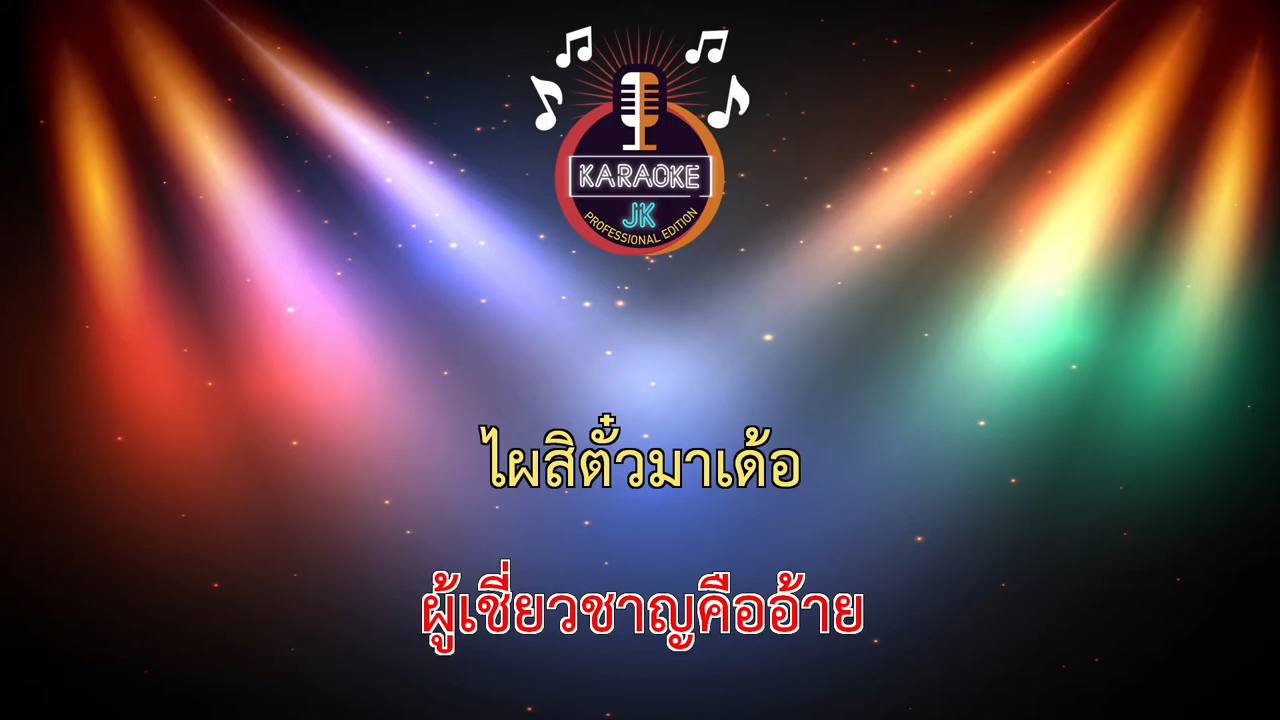 KARAOKE
JK
PROFESSIONAL EDITION
ไผสิตั๋วมาเด้อ
ผู้เชี่ยวชาญคืออ้าย